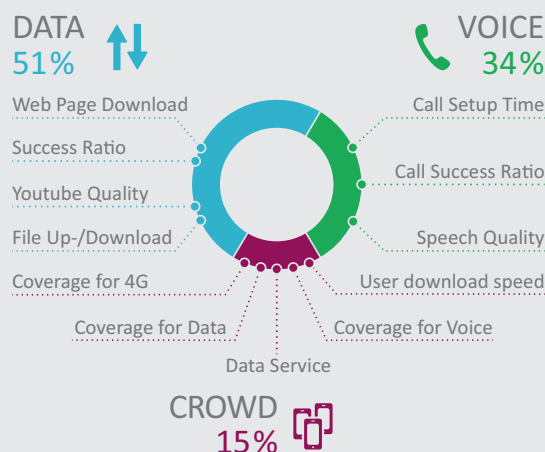 DATA
51%
VOICE
34%
Web Page Download
Success Ratio
Youtube Quality
File Up-/Download
Call Setup Time
Call Success Ratio
Speech Quality
Coverage for 4G
User download speed
Coverage for Data
Coverage for Voice
Data Service
CROWD
15%